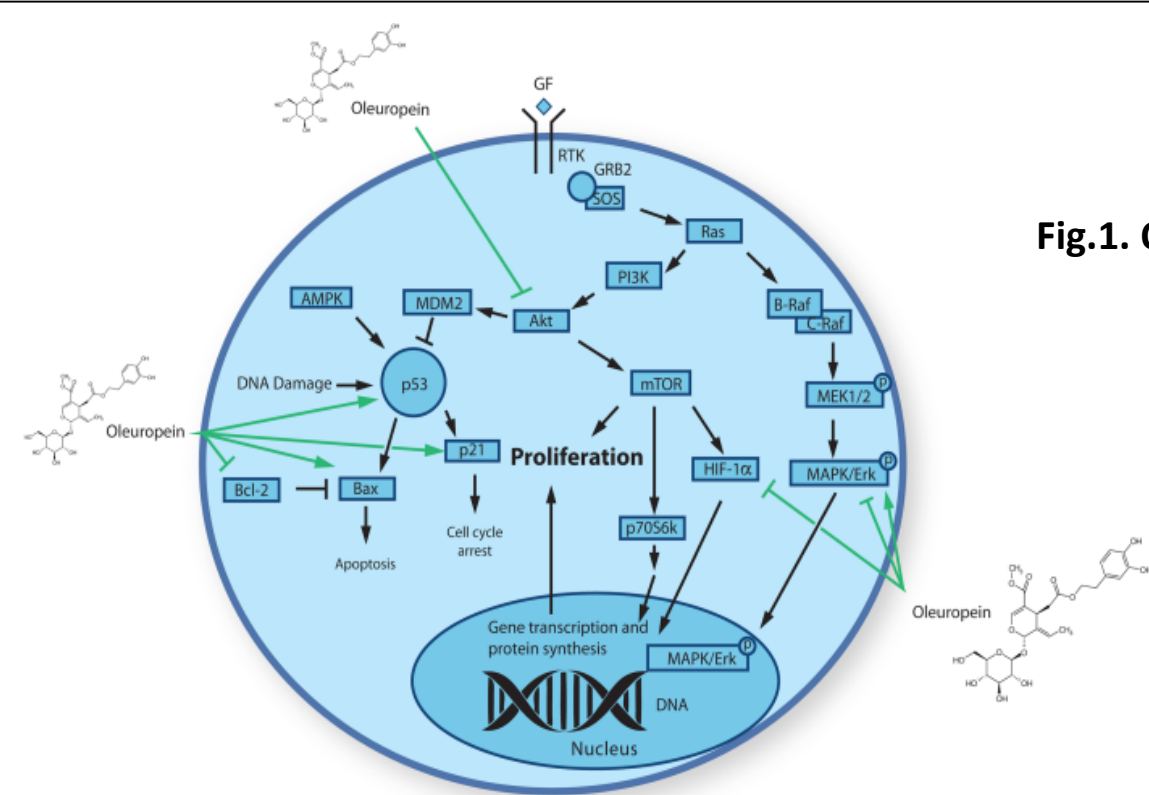 Oleuropein
GF
RTK
GRB2
SOS
Fig.1.
Ras
PI3K
AMPK
MDM2
Akt
B-Raf
C-Raf
DNA Damage
p53
mTOR
MEK1/2
P
Oleuropein
p21
Proliferation
HIF-1α
MAPK/Erk
P
Bcl-2
Bax
p70S6k
Cell cycle
arrest
Apoptosis
Oleuropein
Gene transcription and
protein synthesis
MAPK/Erk
P
DNA
Nucleus